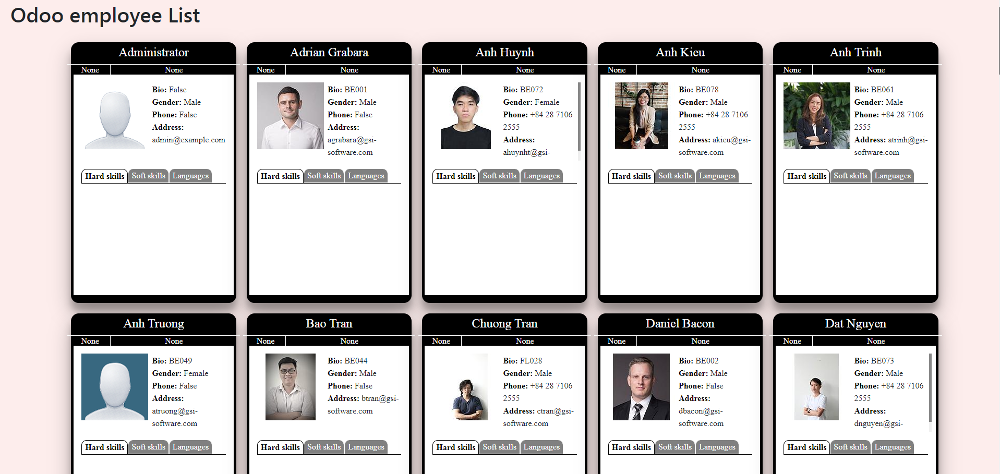 Odoo employee List
Administrator
None None
Bio: False
Gender: Male
Phone: False
Address:
admin@example.com
Hard skills Soft skills Languages
Adrian Grabara
None None
Bio: BE001
Gender: Male
Phone: False
Address:
agrabara@gsi-
software.com
Hard skills Soft skills Languages
Anh Huynh
None None
Bio: BE072
Gender: Female
Phone: +84 28 7106
2555
Address:
ahuynht@gsi-
Hard skills Soft skills Languages
Anh Kieu
None None
Bio: BE078
Gender: Male
Phone: +84 28 7106
2555
Address: akieu@gsi-
software.com
Hard skills Soft skills Languages
Anh Trinh
None None
Bio: BE061
Gender: Male
Phone: +84 28 7106
2555
Address: atrinh@gsi-
software.com
Hard skills Soft skills Languages
Anh Truong
None None
Bio: BE049
Gender: Female
Phone: False
Address:
atruong@gsi-
software.com
Hard skills Soft skills Languages
Bao Tran
None None
Bio: BE044
Gender: Male
Phone: False
Address: btran@gsi-
software.com
Hard skills Soft skills Languages
Chuong Tran
None None
Bio: FL028
Gender: Male
Phone: +84 28 7106
2555
Address: ctran@gsi-
software.com
Hard skills Soft skills Languages
Daniel Bacon
None None
Bio: BE002
Gender: Male
Phone: False
Address:
dbacon@gsi-
software.com
Hard skills Soft skills Languages
Dat Nguyen
None None
Bio: BE073
Gender: Male
Phone: +84 28 7106
2555
Address:
dnguyen@gsi-
Hard skills Soft skills Languages